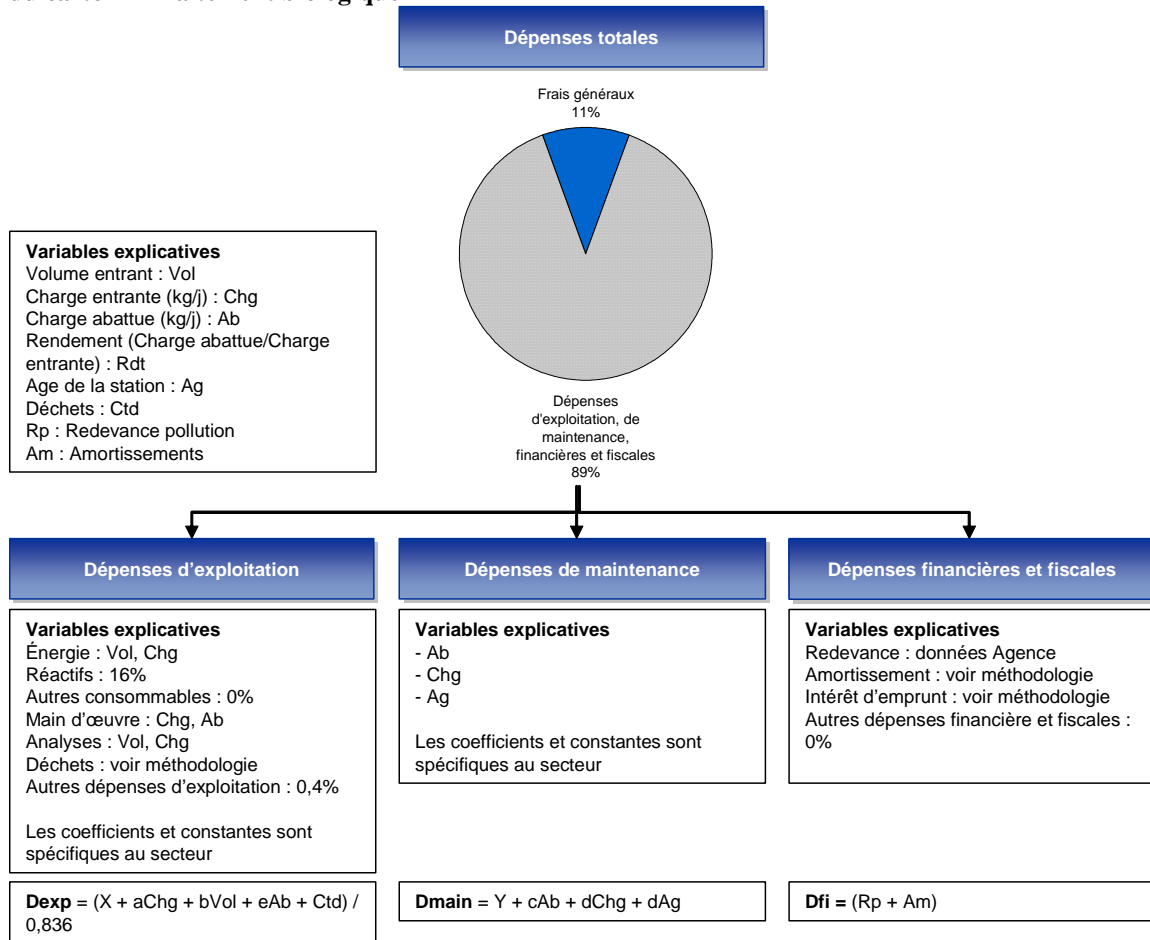 Dépenses totales
Frais généraux
11%
Variables explicatives
Volume entrant : Vol
Charge entrante (kg/j) : Chg
Charge abattue (kg/j) : Ab
Rendement (Charge abattue/Charge
entrante) : Rdt
Age de la station : Ag
Déchets : Ctd
Rp : Redevance pollution
Am : Amortissements
Dépenses
d'exploitation, de
maintenance,
financières et fiscales
89%
Dépenses d'exploitation
Variables explicatives
Énergie : Vol, Chg
Réactifs : 16%
Autres consommables : 0%
Main d'œuvre : Chg, Ab
Analyses : Vol, Chg
Déchets : voir méthodologie
Autres dépenses d'exploitation : 0,4%
Les coefficients et constantes sont
spécifiques au secteur
Dexp = (X + aChg + bVol + eAb + Ctd) /
0,836
Dépenses de maintenance
Variables explicatives
- Ab
- Chg
- Ag
Les coefficients et constantes sont
spécifiques au secteur
Dmain = Y + cAb + dChg + dAg
Dépenses financières et fiscales
Variables explicatives
Redevance : données Agence
Amortissement : voir méthodologie
Intérêt d'emprunt : voir méthodologie
Autres dépenses financière et fiscales :
0%
Dfi = (Rp + Am)